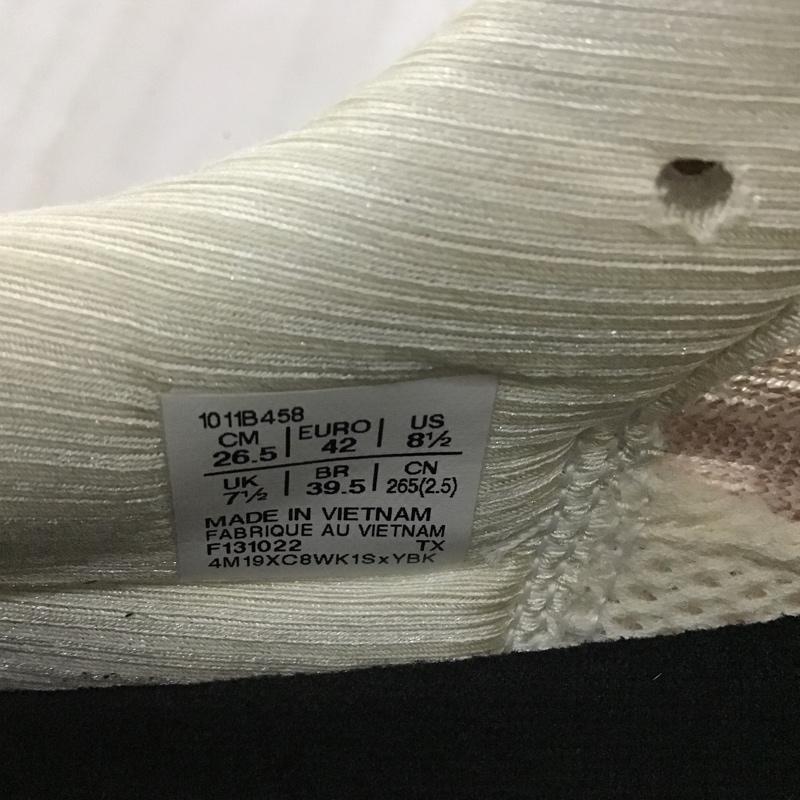 1011B458
CM | EURO | US
26.5 | 42 | 8½
UK | BR | CN
7½ | 39.5 | 265(2.5)
MADE IN VIETNAM
FABRIQUE AU VIETNAM
F131022 TX
4M19XC8WK1SxYBK